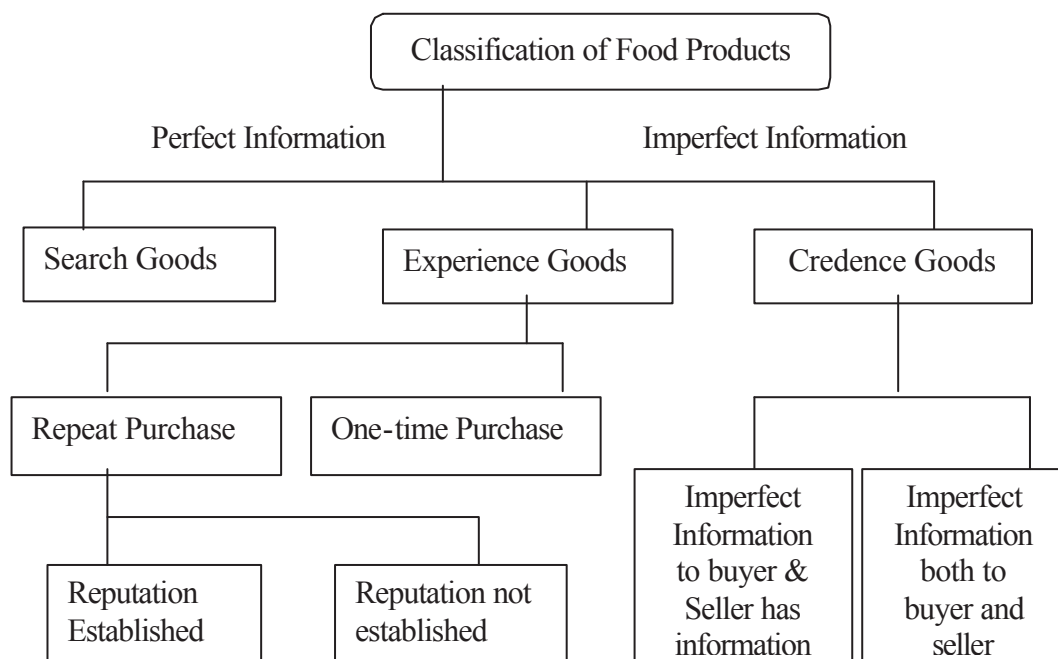 Classification of Food Products
Perfect Information
Imperfect Information
Search Goods
Experience Goods
Credence Goods
Repeat Purchase
One-time Purchase
Reputation
Established
Reputation not
established
Imperfect
Information
to buyer &
Seller has
information
Imperfect
Information
both to
buyer and
seller